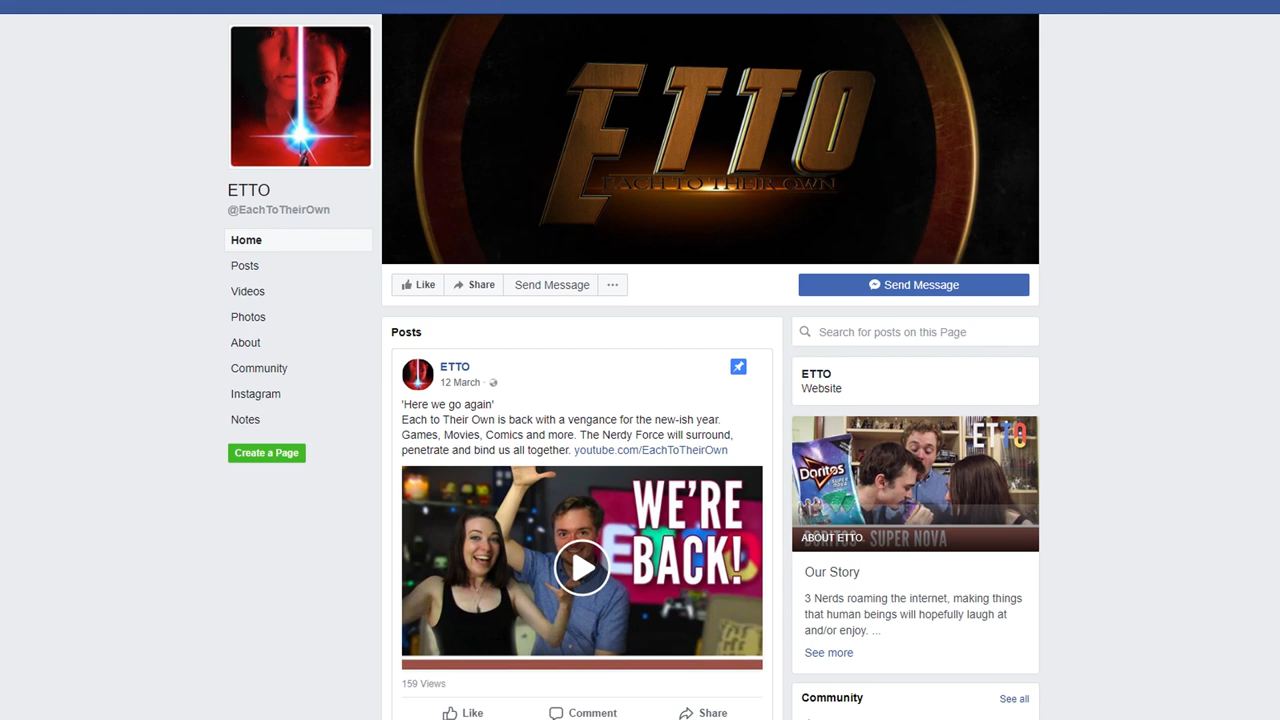 ETTO
EACH TO THEIR OWN
ETTO
@EachToTheirOwn
Home
Posts
Videos
Photos
About
Community
Instagram
Notes
Create a Page
Like
Share
Send Message
...
Send Message
Posts
ETTO
12 March ·
'Here we go again'
Each to Their Own is back with a vengance for the new-ish year.
Games, Movies, Comics and more. The Nerdy Force will surround,
penetrate and bind us all together. youtube.com/EachToTheirOwn
ETTO
WE'RE
BACK!
159 Views
Like Comment Share
Search for posts on this Page
ETTO
Website
ETTO
Doritos
SUPER NOVA
ABOUT ETTO
DORITOS SUPER NOVA
Our Story
3 Nerds roaming the internet, making things
that human beings will hopefully laugh at
and/or enjoy. ...
See more
Community
See all